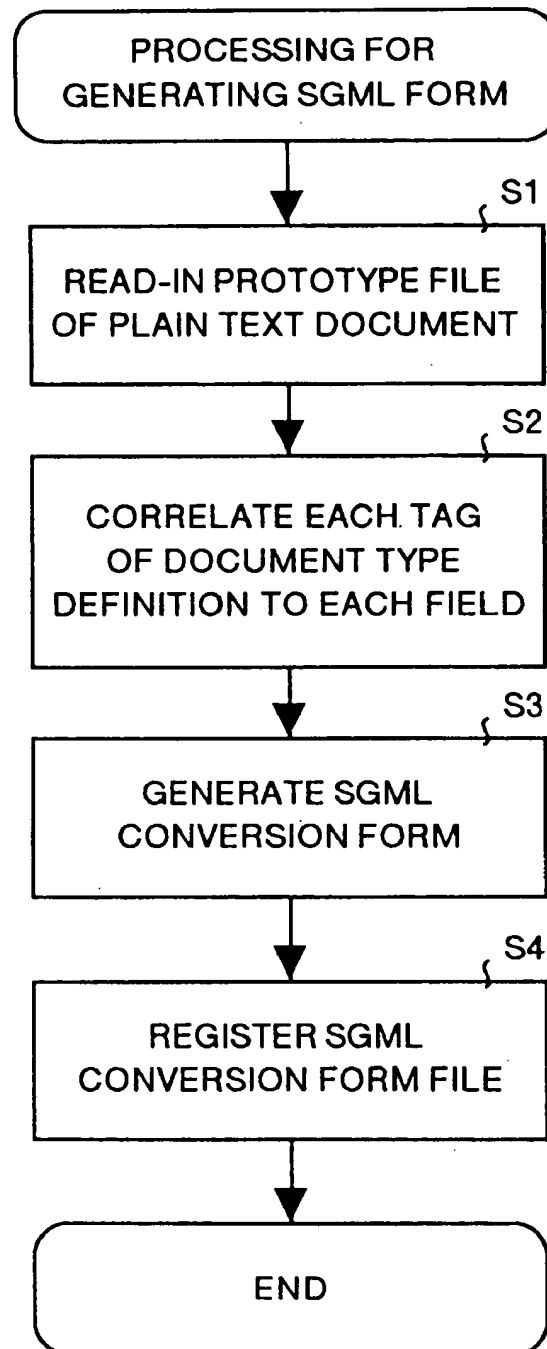 PROCESSING FOR
GENERATING SGML FORM
S1
READ-IN PROTOTYPE FILE
OF PLAIN TEXT DOCUMENT
S2
CORRELATE EACH TAG
OF DOCUMENT TYPE
DEFINITION TO EACH FIELD
S3
GENERATE SGML
CONVERSION FORM
S4
REGISTER SGML
CONVERSION FORM FILE
END